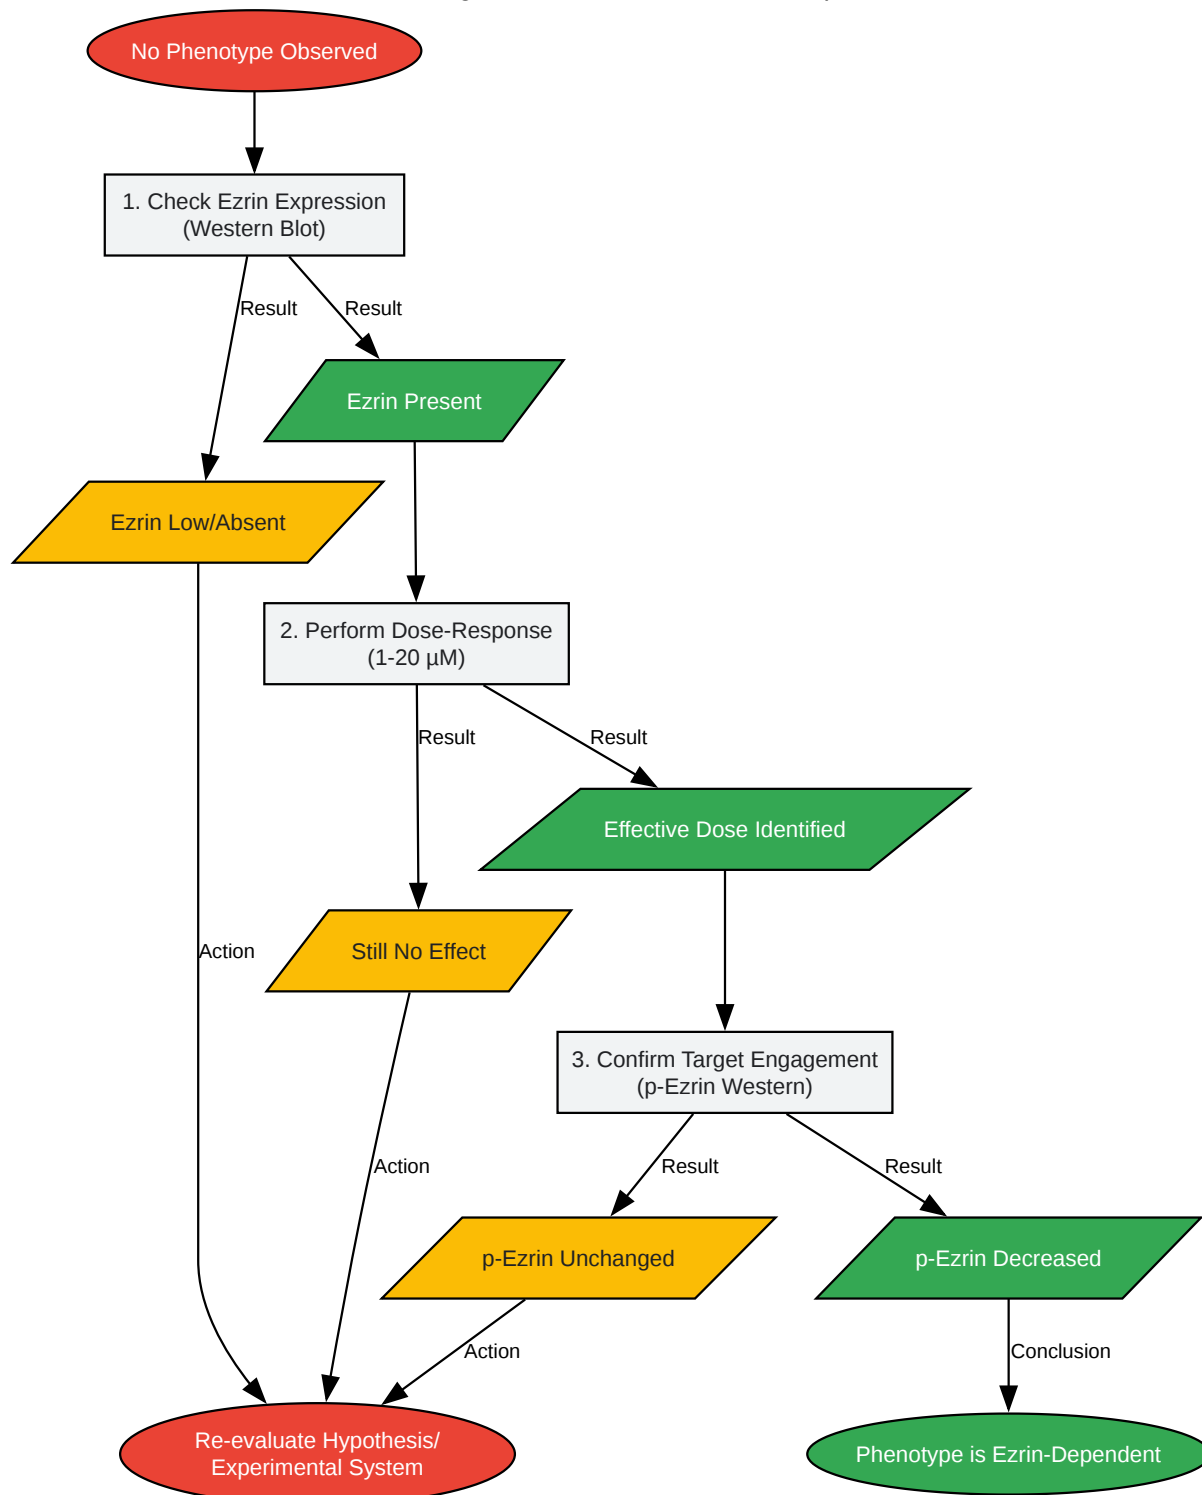 No Phenotype Observed
1. Check Ezrin Expression
(Western Blot)
Result
Result
Ezrin Present
Ezrin Low/Absent
2. Perform Dose-Response
(1-20 µM)
Result
Result
Effective Dose Identified
Action
Still No Effect
3. Confirm Target Engagement
(p-Ezrin Western)
Action
Result
Result
p-Ezrin Unchanged
p-Ezrin Decreased
Action
Conclusion
Re-evaluate Hypothesis/
Experimental System
Phenotype is Ezrin-Dependent